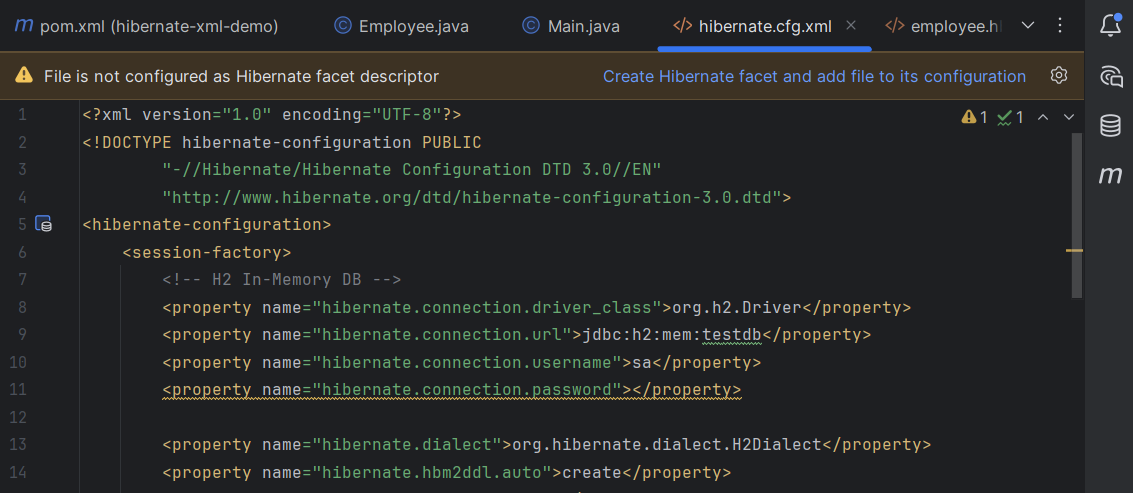 m pom.xml (hibernate-xml-demo) © Employee.java © Main.java </> hibernate.cfg.xml × </> employee.h
File is not configured as Hibernate facet descriptor Create Hibernate facet and add file to its configuration
1 <?xml version="1.0" encoding="UTF-8"?> 1 1
2 <!DOCTYPE hibernate-configuration PUBLIC
3 "-//Hibernate/Hibernate Configuration DTD 3.0//EN"
4 "http://www.hibernate.org/dtd/hibernate-configuration-3.0.dtd">
5 <hibernate-configuration>
6 <session-factory>
7 <!-- H2 In-Memory DB -->
8 <property name="hibernate.connection.driver_class">org.h2.Driver</property>
9 <property name="hibernate.connection.url">jdbc:h2:mem:testdb</property>
10 <property name="hibernate.connection.username">sa</property>
11 <property name="hibernate.connection.password"></property>
12
13 <property name="hibernate.dialect">org.hibernate.dialect.H2Dialect</property>
14 <property name="hibernate.hbm2ddl.auto">create</property>
m